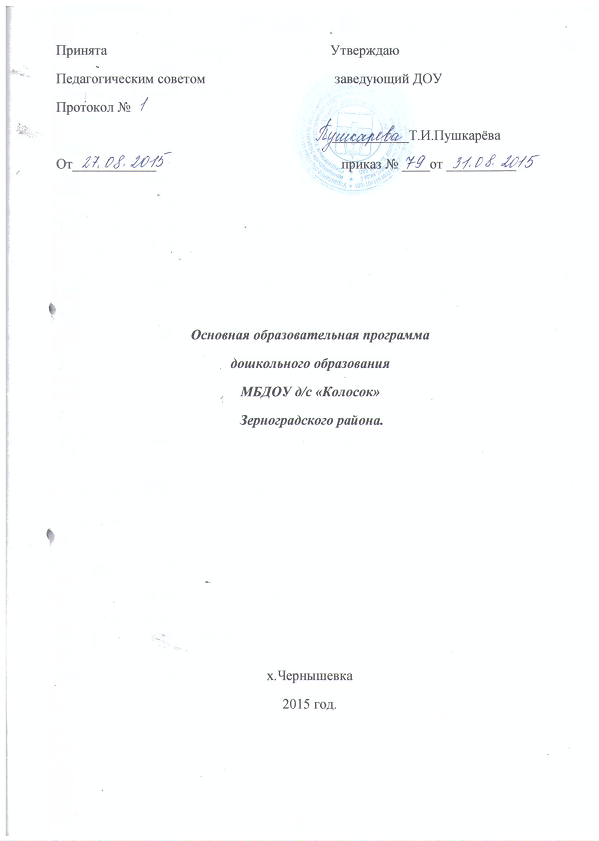 Принята Утверждаю
Педагогическим советом заведующий ДОУ
Протокол № 1
Пушкарева Т.И.Пушкарёва
От 27.08.2015 приказ № 79 от 31.08.2015
Основная образовательная программа
дошкольного образования
МБДОУ д/с «Колосок»
Зерноградского района.
х.Чернышевка
2015 год.